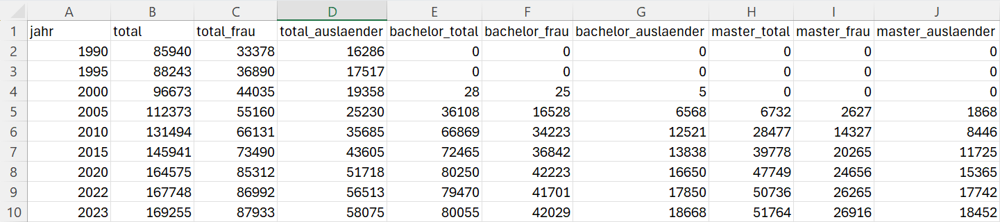 A B C D E F G H I J
1 jahr total total_frau total_auslaender bachelor_total bachelor_frau bachelor_auslaender master_total master_frau master_auslaender
2 1990 85940 33378 16286 0 0 0 0 0 0
3 1995 88243 36890 17517 0 0 0 0 0 0
4 2000 96673 44035 19358 28 25 5 0 0 0
5 2005 112373 55160 25230 36108 16528 6568 6732 2627 1868
6 2010 131494 66131 35685 66869 34223 12521 28477 14327 8446
7 2015 145941 73490 43605 72465 36842 13838 39778 20265 11725
8 2020 164575 85312 51718 80250 42223 16650 47749 24656 15365
9 2022 167748 86992 56513 79470 41701 17850 50736 26265 17742
10 2023 169255 87933 58075 80055 42029 18668 51764 26916 18452